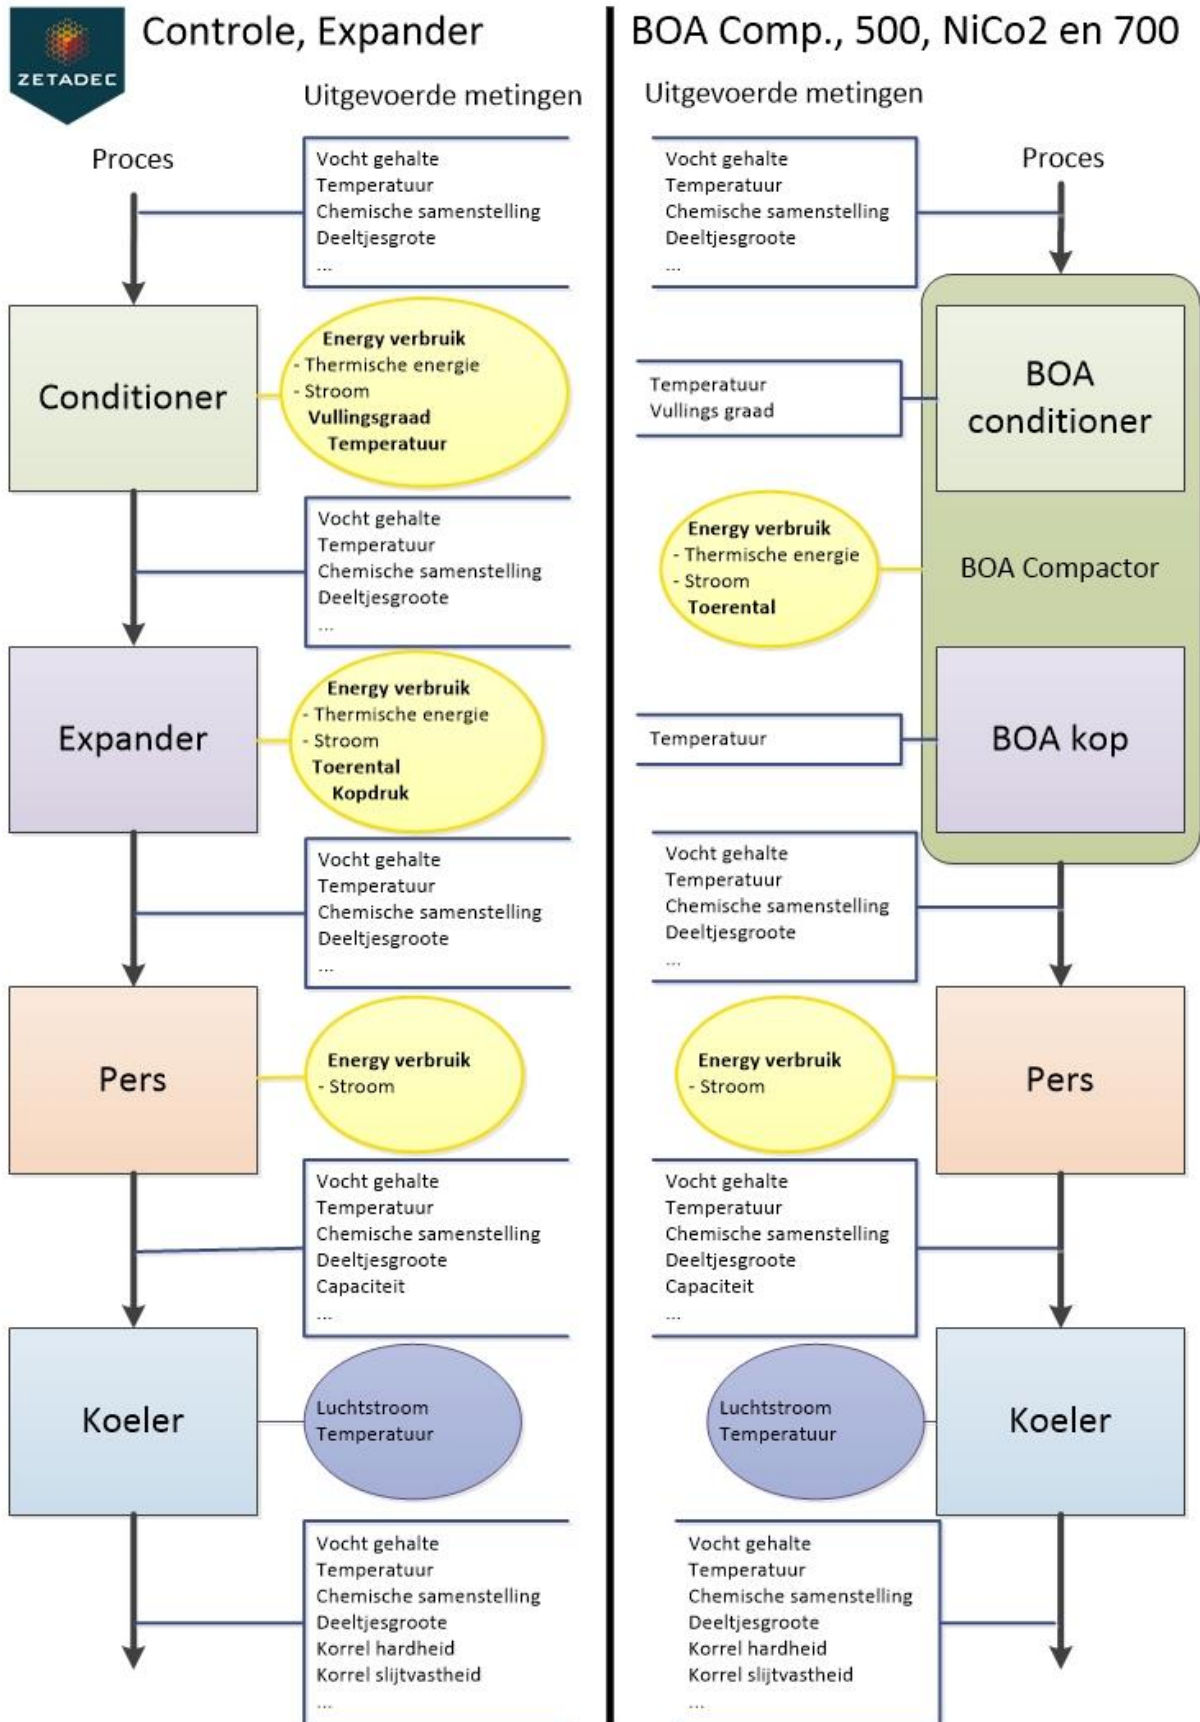 ZETADEC
Controle, Expander
Uitgevoerde metingen
Proces
Vocht gehalte
Temperatuur
Chemische samenstelling
Deeltjesgrote
...
Conditioner
Energy verbruik
- Thermische energie
- Stroom
Vullingsgraad
Temperatuur
Vocht gehalte
Temperatuur
Chemische samenstelling
Deeltjesgroote
...
Expander
Energy verbruik
- Thermische energie
- Stroom
Toerental
Kopdruk
Vocht gehalte
Temperatuur
Chemische samenstelling
Deeltjesgroote
...
Pers
Energy verbruik
- Stroom
Vocht gehalte
Temperatuur
Chemische samenstelling
Deeltjesgroote
Capaciteit
...
Koeler
Luchtstroom
Temperatuur
Vocht gehalte
Temperatuur
Chemische samenstelling
Deeltjesgroote
Korrel hardheid
Korrel slijtvastheid
...
BOA Comp., 500, NiCo2 en 700
Uitgevoerde metingen
Proces
Vocht gehalte
Temperatuur
Chemische samenstelling
Deeltjesgroote
...
Temperatuur
Vullings graad
BOA
conditioner
Energy verbruik
- Thermische energie
- Stroom
Toerental
BOA Compactor
Temperatuur
BOA kop
Vocht gehalte
Temperatuur
Chemische samenstelling
Deeltjesgroote
...
Energy verbruik
- Stroom
Pers
Vocht gehalte
Temperatuur
Chemische samenstelling
Deeltjesgroote
Capaciteit
...
Luchtstroom
Temperatuur
Koeler
Vocht gehalte
Temperatuur
Chemische samenstelling
Deeltjesgroote
Korrel hardheid
Korrel slijtvastheid
...